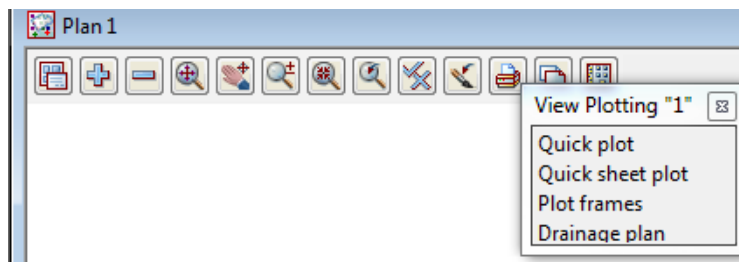 Plan 1
View Plotting "1"
Quick plot
Quick sheet plot
Plot frames
Drainage plan